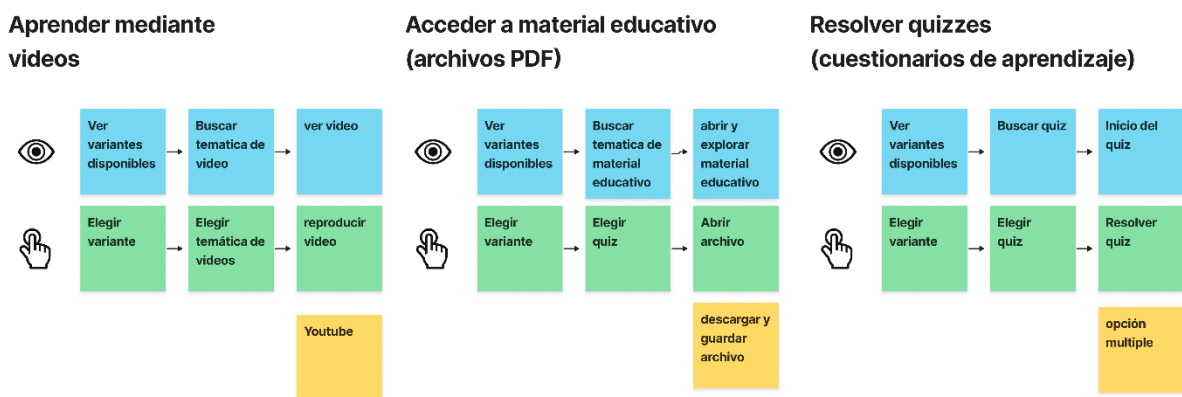 Aprender mediante
videos
Ver
variantes
disponibles
Buscar
tematica de
video
ver video
Elegir
variante
Elegir
temática de
videos
reproducir
video
Youtube
Acceder a material educativo
(archivos PDF)
Ver
variantes
disponibles
Buscar
tematica de
material
educativo
abrir y
explorar
material
educativo
Elegir
variante
Elegir
quiz
Abrir
archivo
descargar y
guardar
archivo
Resolver quizzes
(cuestionarios de aprendizaje)
Ver
variantes
disponibles
Buscar quiz
Inicio del
quiz
Elegir
variante
Elegir
quiz
Resolver
quiz
opción
multiple